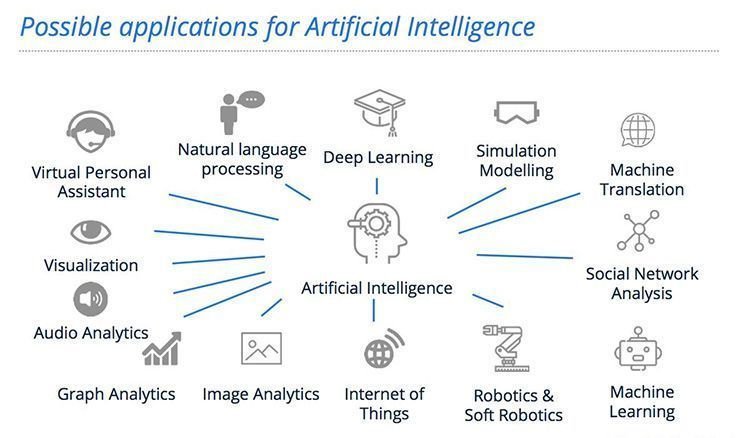 Possible applications for Artificial Intelligence
Natural language
processing
Deep Learning
Simulation
Modelling
Virtual Personal
Assistant
Machine
Translation
Visualization
Artificial Intelligence
Social Network
Analysis
Audio Analytics
Graph Analytics
Image Analytics
Internet of
Things
Robotics &
Soft Robotics
Machine
Learning